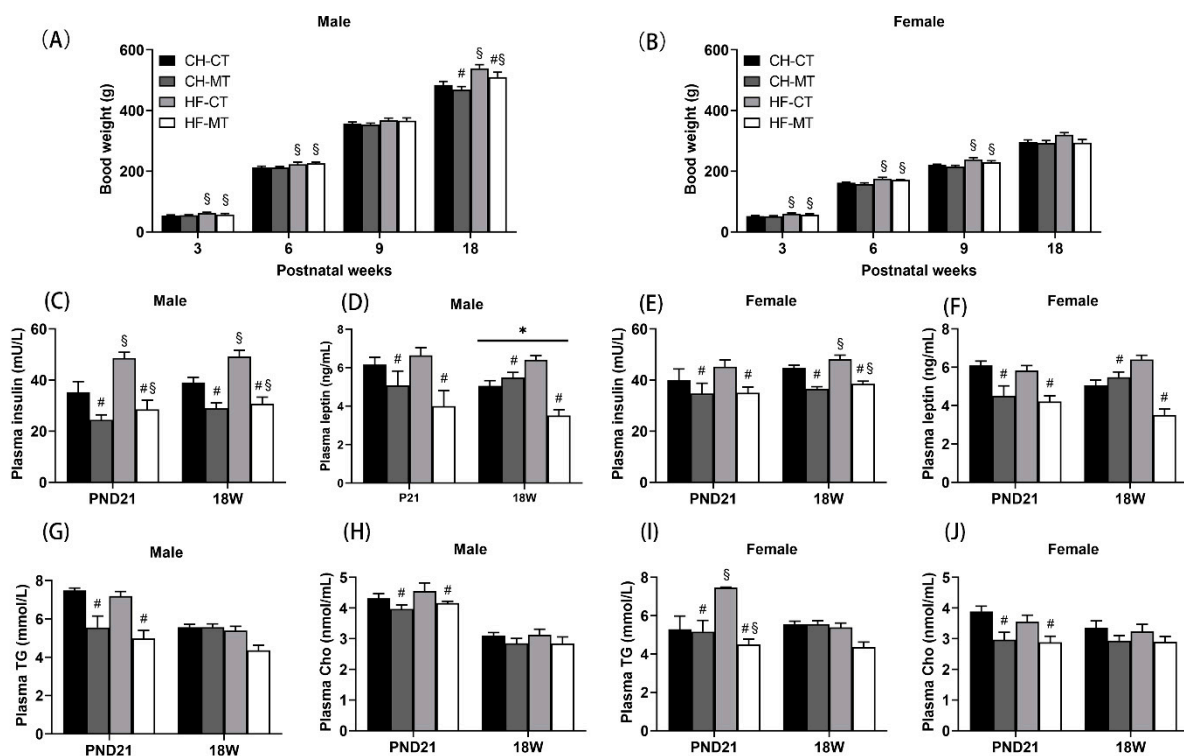 (A)
Male
Bood weight (g)
600
400
200
0
CH-CT
CH-MT
HF-CT
HF-MT
§ §
§ §
#
§
#§
3 6 9 18
Postnatal weeks
(B)
Female
Bood weight (g)
600
400
200
0
CH-CT
CH-MT
HF-CT
HF-MT
§ §
§ §
§ §
3 6 9 18
Postnatal weeks
(C)
Male
Plasma insulin (mU/L)
60
40
20
0
#
§
#§
#
§
#§
PND21 18W
(D)
Male
Plasma leptin (ng/mL)
8
6
4
2
0
#
#
*
#
#
P21 18W
(E)
Female
Plasma insulin (mU/L)
60
40
20
0
#
#
#
§
#§
PND21 18W
(F)
Female
Plasma leptin (ng/mL)
8
6
4
2
0
#
#
#
#
PND21 18W
(G)
Male
Plasma TG (mmol/L)
8
6
4
2
0
#
#
PND21 18W
(H)
Male
Plasma Cho (nmol/mL)
5
4
3
2
1
0
#
#
PND21 18W
(I)
Female
Plasma TG (mmol/L)
8
6
4
2
0
#
§
#§
PND21 18W
(J)
Female
Plasma Cho (nmol/mL)
5
4
3
2
1
0
#
#
PND21 18W